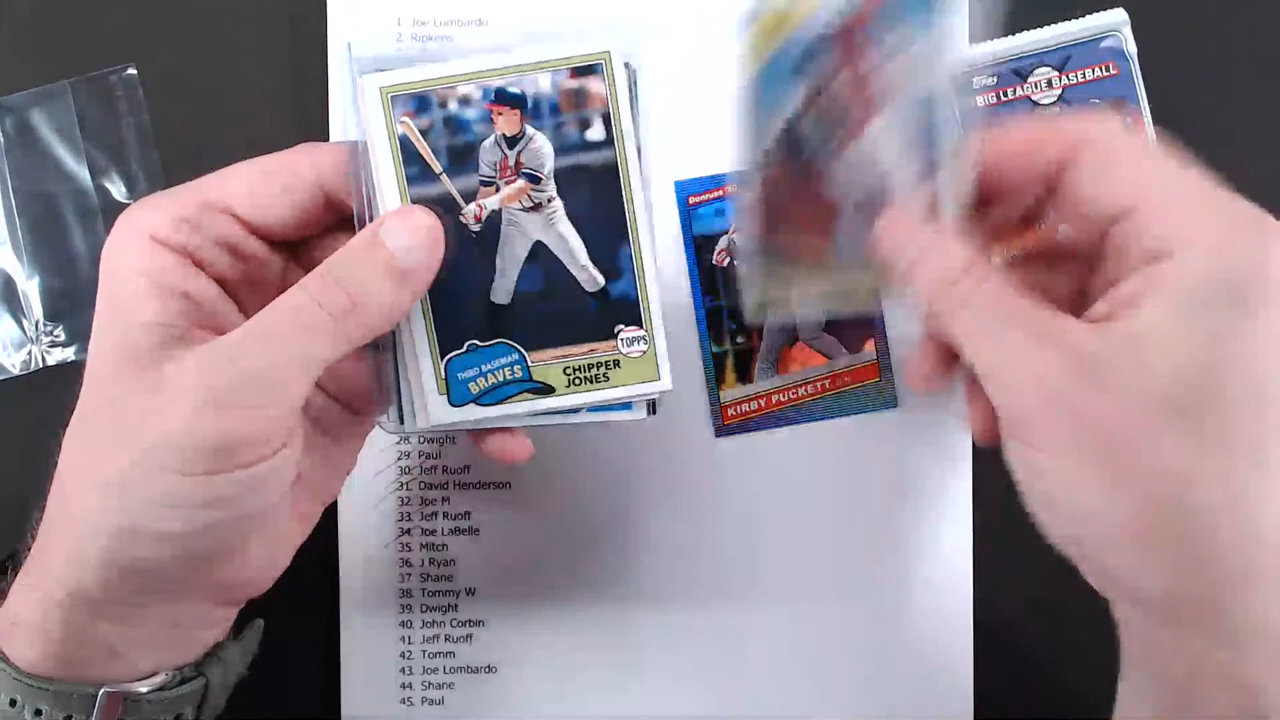 1. Joe Lombardo
2. Ripkens
TOPPS
BIG LEAGUE BASEBALL
Donruss
THIRD BASEMAN
BRAVES
CHIPPER
JONES
TOPPS
KIRBY PUCKETT
28. Dwight
29. Paul
30. Jeff Ruoff
31. David Henderson
32. Joe M
33. Jeff Ruoff
34. Joe LaBelle
35. Mitch
36. J Ryan
37. Shane
38. Tommy W
39. Dwight
40. John Corbin
41. Jeff Ruoff
42. Tomm
43. Joe Lombardo
44. Shane
45. Paul